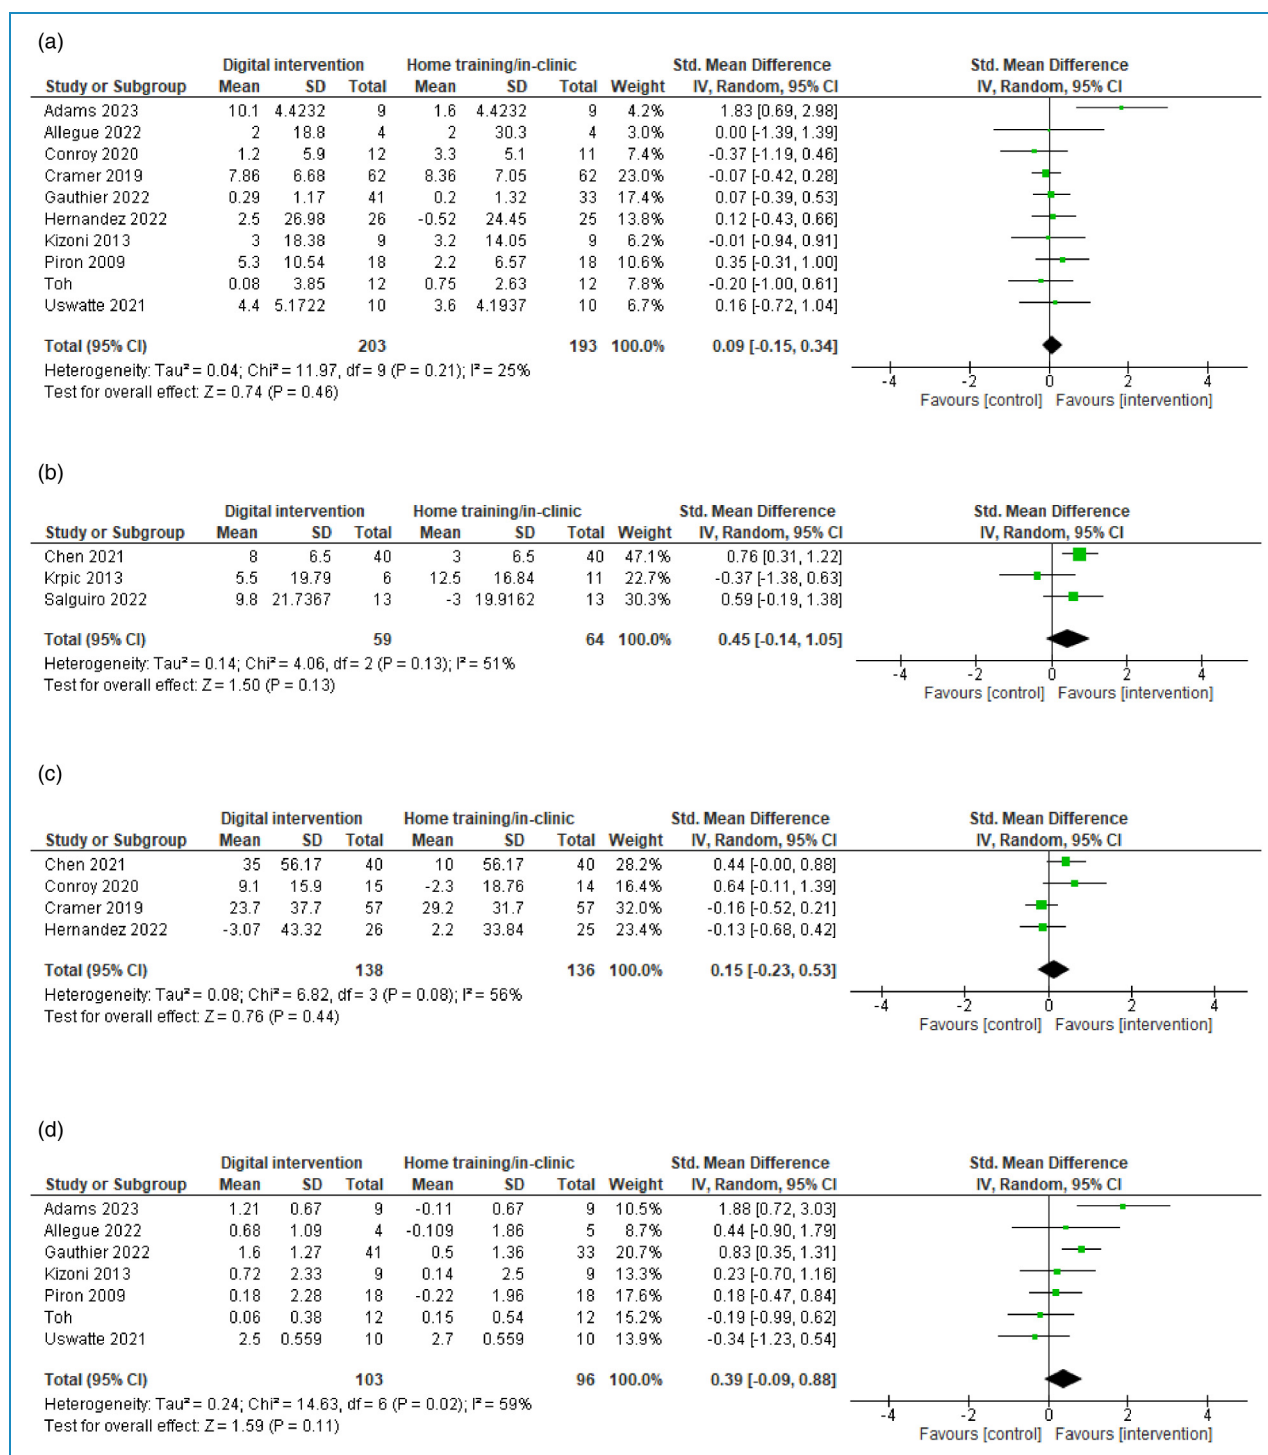 (a)
Digital intervention Home training/in-clinic Std. Mean Difference Std. Mean Difference
Study or Subgroup Mean SD Total Mean SD Total Weight IV, Random, 95% CI IV, Random, 95% CI
Adams 2023 10.1 4.4232 9 1.6 4.4232 9 4.2% 1.83 [0.69, 2.98]
Allegue 2022 2 18.8 4 2 30.3 4 3.0% 0.00 [-1.39, 1.39]
Conroy 2020 1.2 5.9 12 3.3 5.1 11 7.4% -0.37 [-1.19, 0.46]
Cramer 2019 7.86 6.68 62 8.36 7.05 62 23.0% -0.07 [-0.42, 0.28]
Gauthier 2022 0.29 1.17 41 0.2 1.32 33 17.4% 0.07 [-0.39, 0.53]
Hernandez 2022 2.5 26.98 26 -0.52 24.45 25 13.8% 0.12 [-0.43, 0.66]
Kizoni 2013 3 18.38 9 3.2 14.05 9 6.2% -0.01 [-0.94, 0.91]
Piron 2009 5.3 10.54 18 2.2 6.57 18 10.6% 0.35 [-0.31, 1.00]
Toh 0.08 3.85 12 0.75 2.63 12 7.8% -0.20 [-1.00, 0.61]
Uswatte 2021 4.4 5.1722 10 3.6 4.1937 10 6.7% 0.16 [-0.72, 1.04]
Total (95% CI) 203 193 100.0% 0.09 [-0.15, 0.34]
Heterogeneity: Tau² = 0.04; Chi² = 11.97, df = 9 (P = 0.21); I² = 25%
Test for overall effect: Z = 0.74 (P = 0.46)
-4 -2 0 2 4
Favours [control] Favours [intervention]
(b)
Digital intervention Home training/in-clinic Std. Mean Difference Std. Mean Difference
Study or Subgroup Mean SD Total Mean SD Total Weight IV, Random, 95% CI IV, Random, 95% CI
Chen 2021 8 6.5 40 3 6.5 40 47.1% 0.76 [0.31, 1.22]
Krpic 2013 5.5 19.79 6 12.5 16.84 11 22.7% -0.37 [-1.38, 0.63]
Salguiro 2022 9.8 21.7367 13 -3 19.9162 13 30.3% 0.59 [-0.19, 1.38]
Total (95% CI) 59 64 100.0% 0.45 [-0.14, 1.05]
Heterogeneity: Tau² = 0.14; Chi² = 4.06, df = 2 (P = 0.13); I² = 51%
Test for overall effect: Z = 1.50 (P = 0.13)
-4 -2 0 2 4
Favours [control] Favours [intervention]
(c)
Digital intervention Home training/in-clinic Std. Mean Difference Std. Mean Difference
Study or Subgroup Mean SD Total Mean SD Total Weight IV, Random, 95% CI IV, Random, 95% CI
Chen 2021 35 56.17 40 10 56.17 40 28.2% 0.44 [-0.00, 0.88]
Conroy 2020 9.1 15.9 15 -2.3 18.76 14 16.4% 0.64 [-0.11, 1.39]
Cramer 2019 23.7 37.7 57 29.2 31.7 57 32.0% -0.16 [-0.52, 0.21]
Hernandez 2022 -3.07 43.32 26 2.2 33.84 25 23.4% -0.13 [-0.68, 0.42]
Total (95% CI) 138 136 100.0% 0.15 [-0.23, 0.53]
Heterogeneity: Tau² = 0.08; Chi² = 6.82, df = 3 (P = 0.08); I² = 56%
Test for overall effect: Z = 0.76 (P = 0.44)
-4 -2 0 2 4
Favours [control] Favours [intervention]
(d)
Digital intervention Home training/in-clinic Std. Mean Difference Std. Mean Difference
Study or Subgroup Mean SD Total Mean SD Total Weight IV, Random, 95% CI IV, Random, 95% CI
Adams 2023 1.21 0.67 9 -0.11 0.67 9 10.5% 1.88 [0.72, 3.03]
Allegue 2022 0.68 1.09 4 -0.109 1.86 5 8.7% 0.44 [-0.90, 1.79]
Gauthier 2022 1.6 1.27 41 0.5 1.36 33 20.7% 0.83 [0.35, 1.31]
Kizoni 2013 0.72 2.33 9 0.14 2.5 9 13.3% 0.23 [-0.70, 1.16]
Piron 2009 0.18 2.28 18 -0.22 1.96 18 17.6% 0.18 [-0.47, 0.84]
Toh 0.06 0.38 12 0.15 0.54 12 15.2% -0.19 [-0.99, 0.62]
Uswatte 2021 2.5 0.559 10 2.7 0.559 10 13.9% -0.34 [-1.23, 0.54]
Total (95% CI) 103 96 100.0% 0.39 [-0.09, 0.88]
Heterogeneity: Tau² = 0.24; Chi² = 14.63, df = 6 (P = 0.02); I² = 59%
Test for overall effect: Z = 1.59 (P = 0.11)
-4 -2 0 2 4
Favours [control] Favours [intervention]